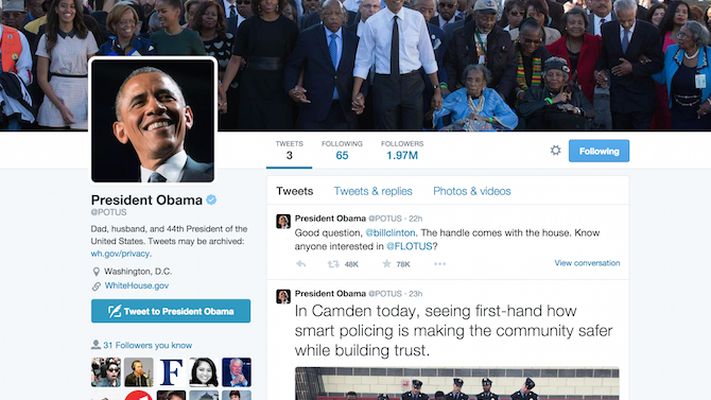 TWEETS FOLLOWING FOLLOWERS
3 65 1.97M
Following
President Obama
@POTUS
Dad, husband, and 44th President of the
United States. Tweets may be archived:
wh.gov/privacy.
Washington, D.C.
WhiteHouse.gov
Tweet to President Obama
31 Followers you know
F
Tweets Tweets & replies Photos & videos
President Obama @POTUS · 22h
Good question, @billclinton. The handle comes with the house. Know
anyone interested in @FLOTUS?
48K 78K View conversation
President Obama @POTUS · 23h
In Camden today, seeing first-hand how
smart policing is making the community safer
while building trust.